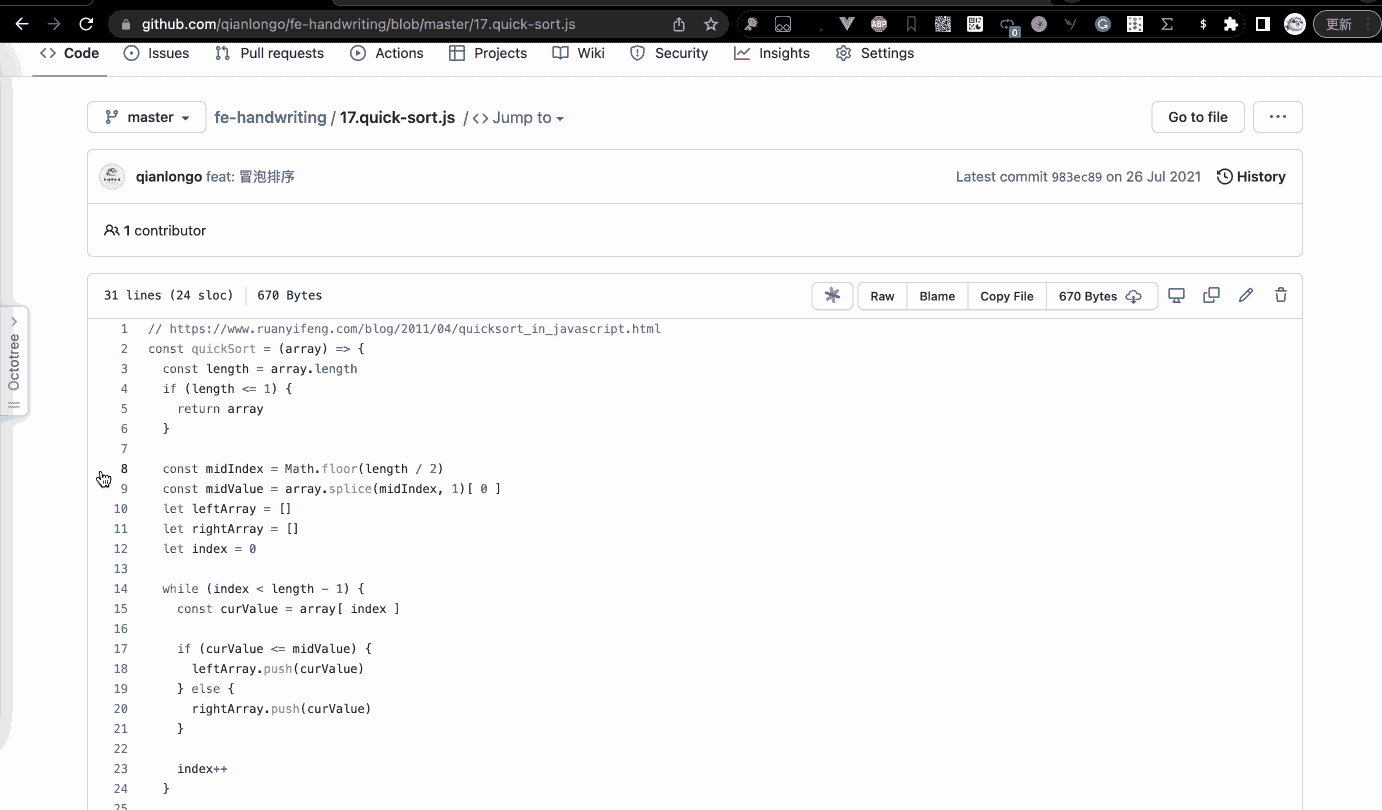 github.com/qianlongo/fe-handwriting/blob/master/17.quick-sort.js
ABP
0
$
更新
Code Issues Pull requests Actions Projects Wiki Security Insights Settings
master fe-handwriting / 17.quick-sort.js / <> Jump to Go to file ...
qianlongo feat: 冒泡排序 Latest commit 983ec89 on 26 Jul 2021 History
1 contributor
31 lines (24 sloc) 670 Bytes Raw Blame Copy File 670 Bytes
Octotree
1 // https://www.ruanyifeng.com/blog/2011/04/quicksort_in_javascript.html
2 const quickSort = (array) => {
3 const length = array.length
4 if (length <= 1) {
5 return array
6 }
7
8 const midIndex = Math.floor(length / 2)
9 const midValue = array.splice(midIndex, 1)[ 0 ]
10 let leftArray = []
11 let rightArray = []
12 let index = 0
13
14 while (index < length - 1) {
15 const curValue = array[ index ]
16
17 if (curValue <= midValue) {
18 leftArray.push(curValue)
19 } else {
20 rightArray.push(curValue)
21 }
22
23 index++
24 }
25